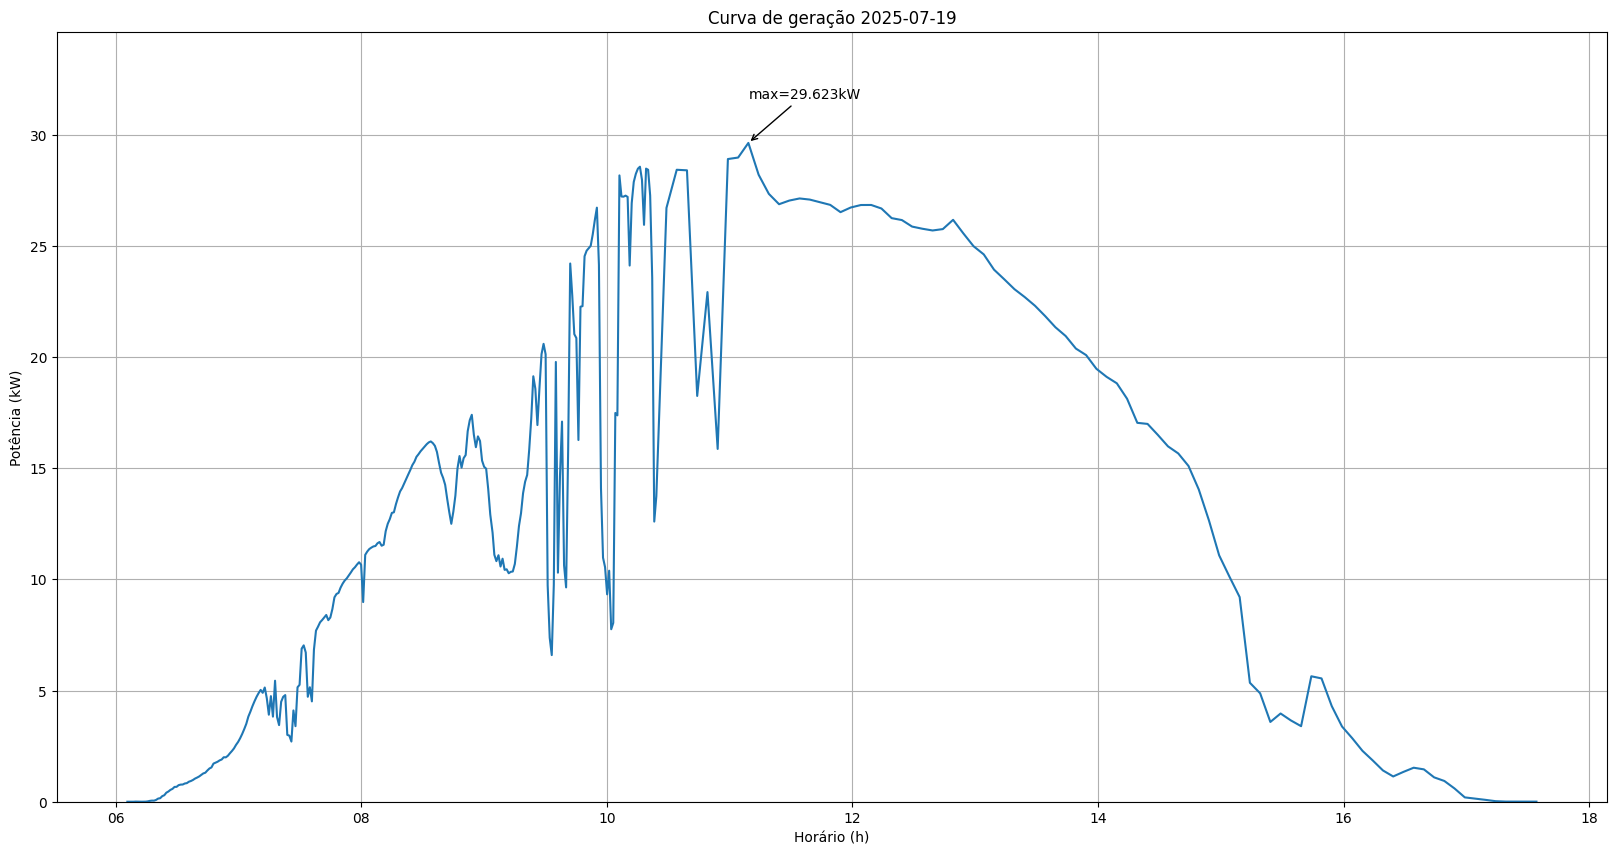 Curva de geração 2025-07-19
max=29.623kW
Potência (kW)
30
25
20
15
10
5
0
06 08 10 12 14 16 18
Horário (h)